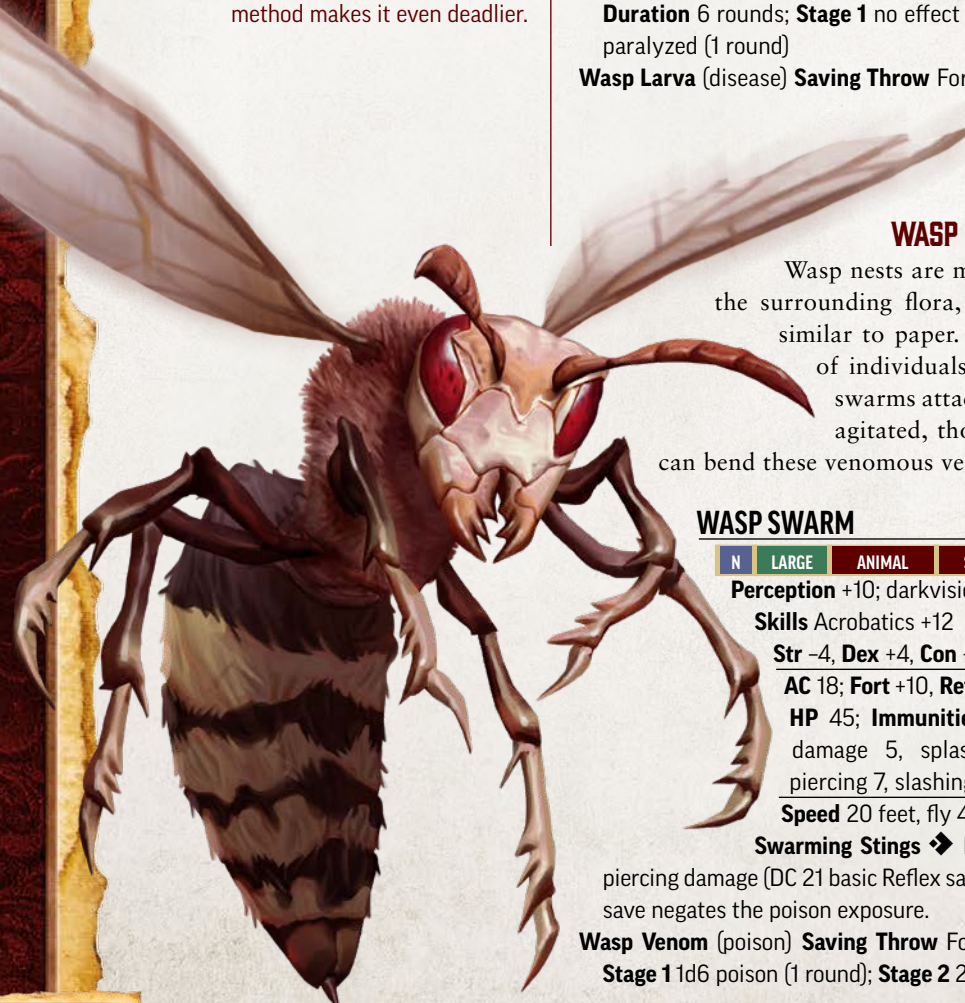 method makes it even deadlier.
Duration 6 rounds; Stage 1 no effect
paralyzed (1 round)
Wasp Larva (disease) Saving Throw For
WASP
Wasp nests are m
the surrounding flora,
similar to paper.
of individuals
swarms attac
agitated, tho
can bend these venomous ve
WASP SWARM
N LARGE ANIMAL
Perception +10; darkvisi
Skills Acrobatics +12
Str –4, Dex +4, Con
AC 18; Fort +10, Re
HP 45; Immunitie
damage 5, splas
piercing 7, slashing
Speed 20 feet, fly 4
Swarming Stings
piercing damage (DC 21 basic Reflex sa
save negates the poison exposure.
Wasp Venom (poison) Saving Throw Fo
Stage 1 1d6 poison (1 round); Stage 2 2